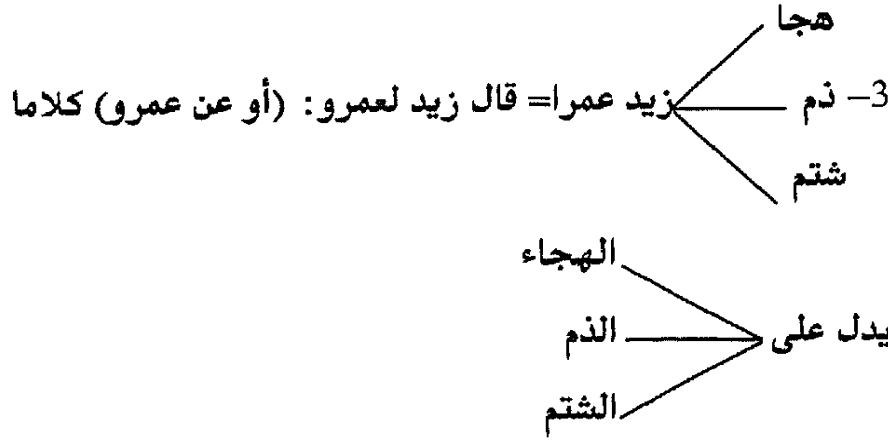 هجا
3- ذم زيد عمرا= قال زيد لعمرو: (أو عن عمرو) كلاما
شتم
الهجاء
يدل على الذم
الشتم